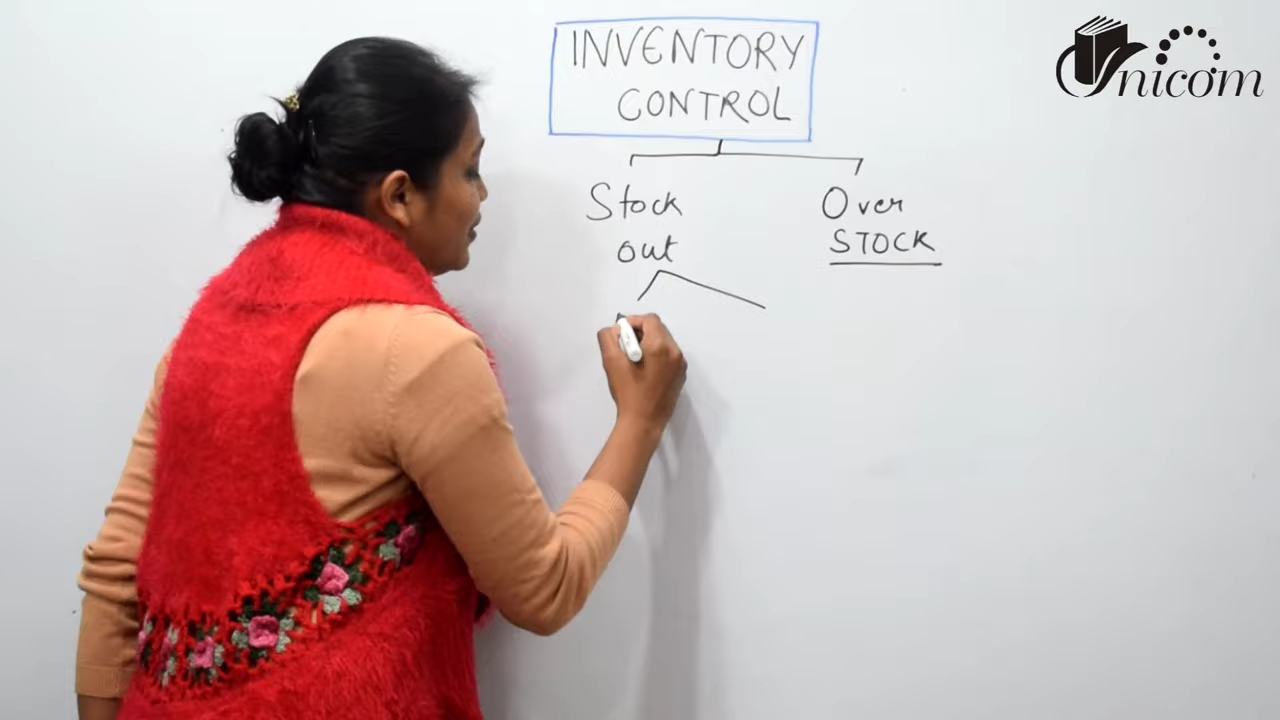 INVENTORY
CONTROL
Stock
out
Over
STOCK
Unicom